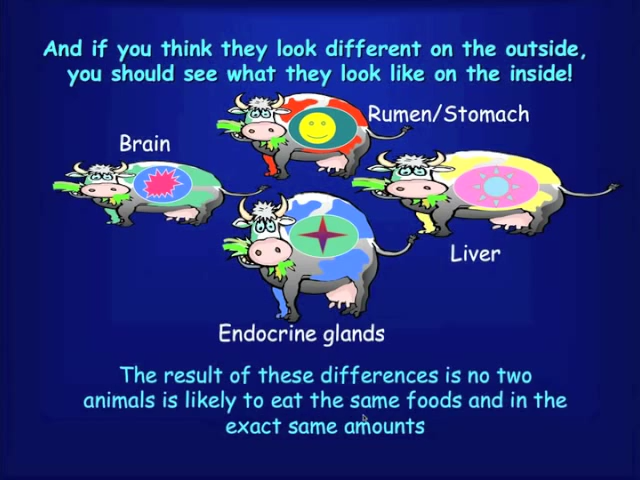 And if you think they look different on the outside,
you should see what they look like on the inside!
Rumen/Stomach
Brain
Liver
Endocrine glands
The result of these differences is no two
animals is likely to eat the same foods and in the
exact same amounts